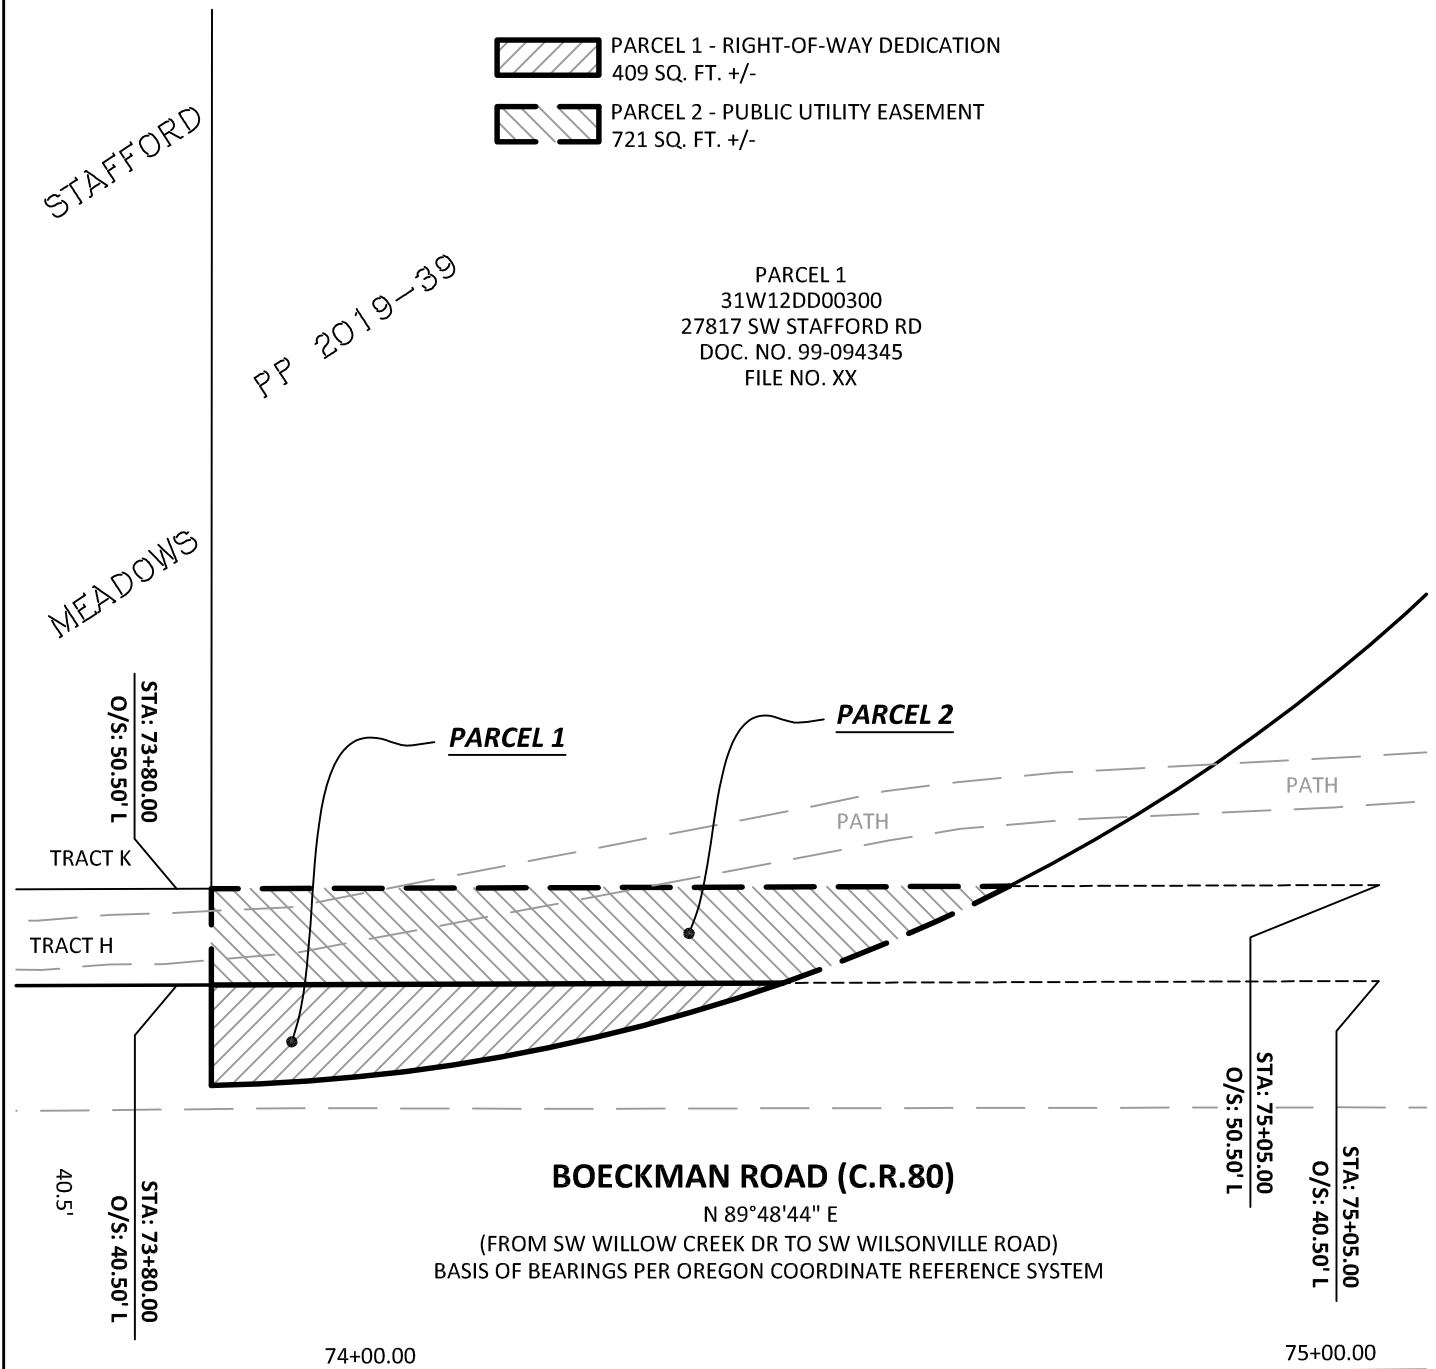 PARCEL 1 - RIGHT-OF-WAY DEDICATION
409 SQ. FT. +/-
PARCEL 2 - PUBLIC UTILITY EASEMENT
721 SQ. FT. +/-
STAFFORD
PP 2019-39
PARCEL 1
31W12DD00300
27817 SW STAFFORD RD
DOC. NO. 99-094345
FILE NO. XX
MEADOWS
STA: 73+80.00
O/S: 50.50' L
PARCEL 1
PARCEL 2
PATH
PATH
TRACT K
TRACT H
STA: 75+05.00
O/S: 50.50' L
STA: 75+05.00
O/S: 40.50' L
40.5'
STA: 73+80.00
O/S: 40.50' L
BOECKMAN ROAD (C.R.80)
N 89°48'44" E
(FROM SW WILLOW CREEK DR TO SW WILSONVILLE ROAD)
BASIS OF BEARINGS PER OREGON COORDINATE REFERENCE SYSTEM
74+00.00
75+00.00